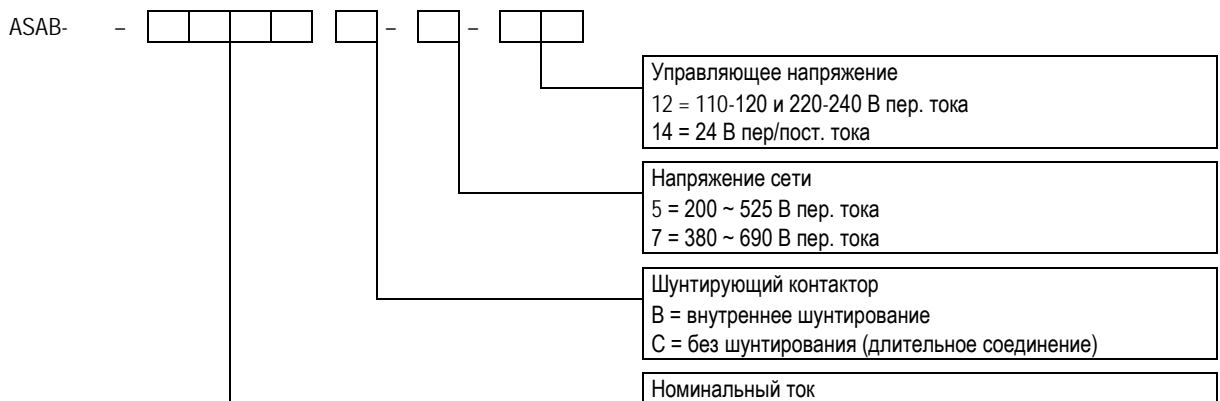 ASAB- – – –
Управляющее напряжение
12 = 110-120 и 220-240 В пер. тока
14 = 24 В пер/пост. тока
Напряжение сети
5 = 200 ~ 525 В пер. тока
7 = 380 ~ 690 В пер. тока
Шунтирующий контактор
B = внутреннее шунтирование
C = без шунтирования (длительное соединение)
Номинальный ток